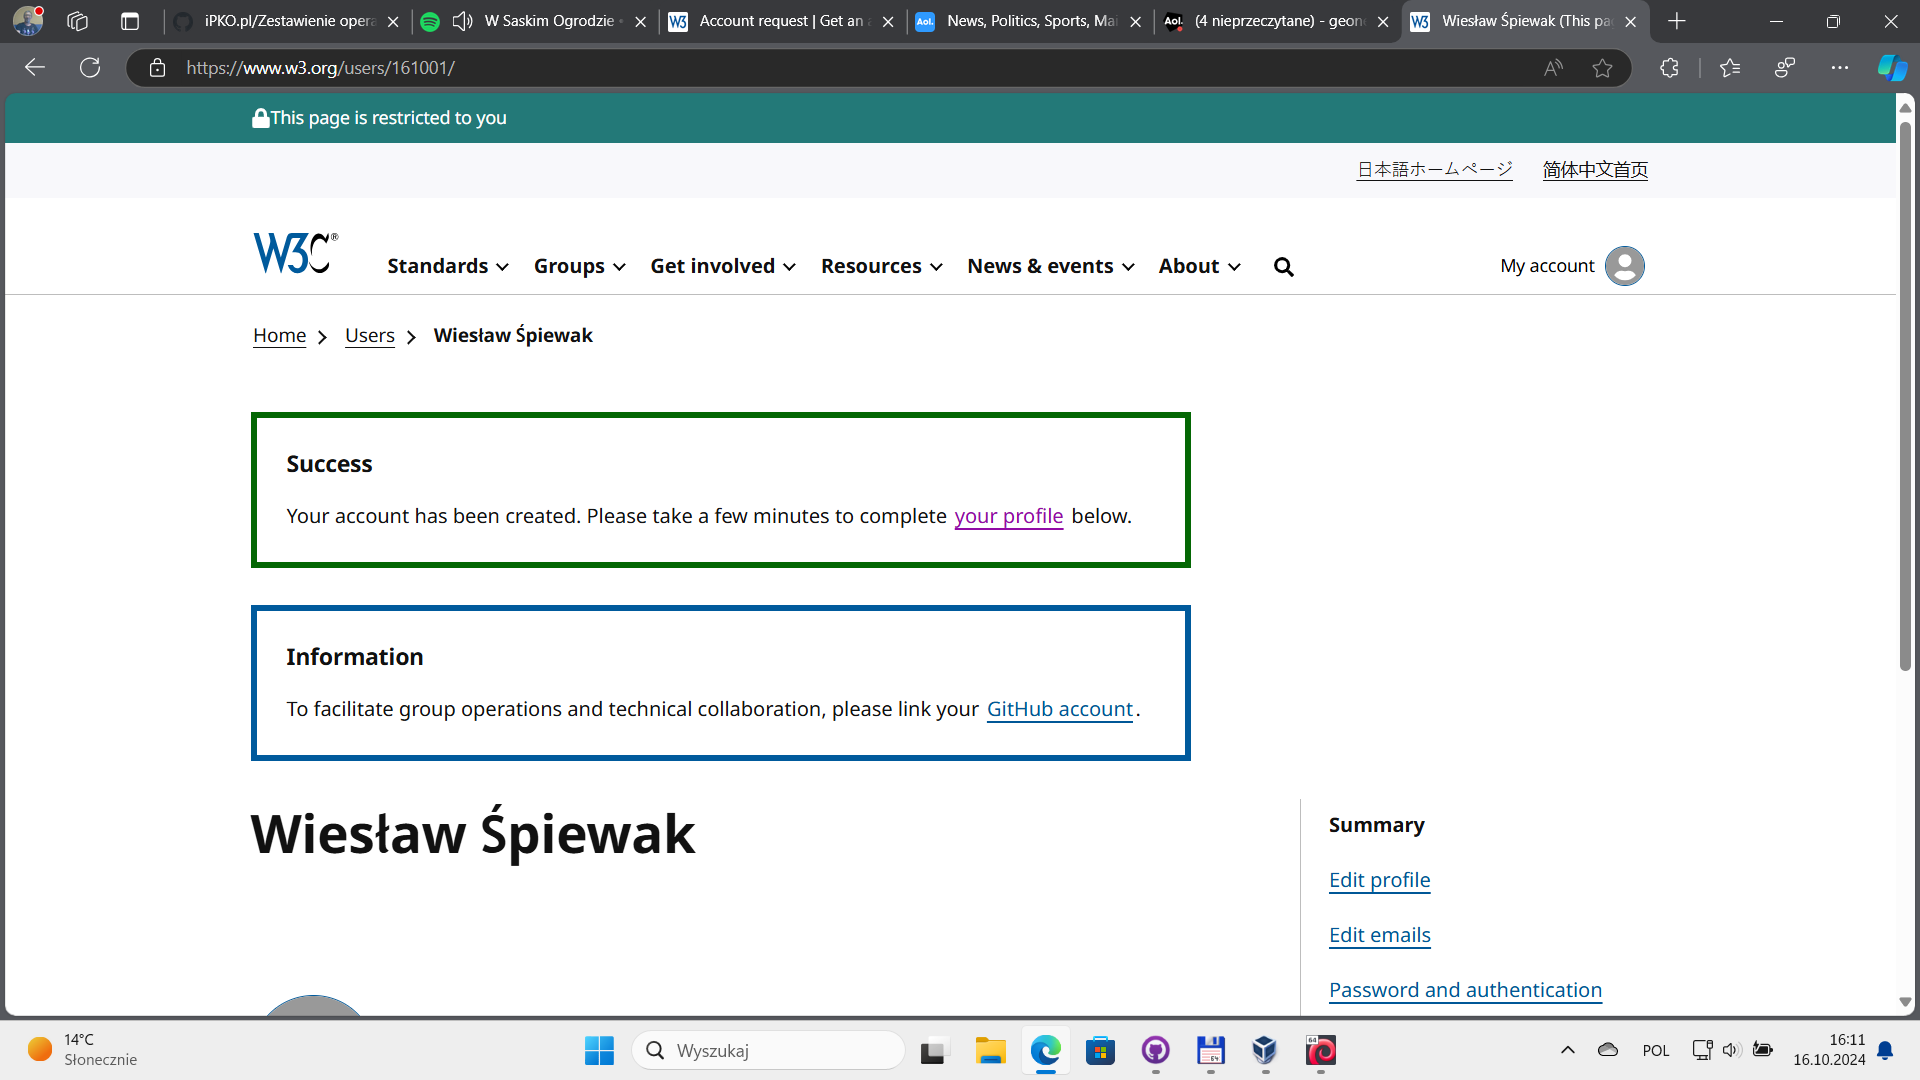 iPKO.pl/Zestawienie opera
W Saskim Ogrodzie
Account request | Get an a
Aol.
News, Politics, Sports, Mai
Aol.
(4 nieprzeczytane) - geon
Wiesław Śpiewak (This pa
https://www.w3.org/users/161001/
This page is restricted to you
日本語ホームページ
简体中文首页
W3C®
Standards
Groups
Get involved
Resources
News & events
About
My account
Home
Users
Wiesław Śpiewak
Success
Your account has been created. Please take a few minutes to complete your profile below.
Information
To facilitate group operations and technical collaboration, please link your GitHub account.
Wiesław Śpiewak
Summary
Edit profile
Edit emails
Password and authentication
14°C
Słonecznie
Wyszukaj
64
64
POL
16:11
16.10.2024